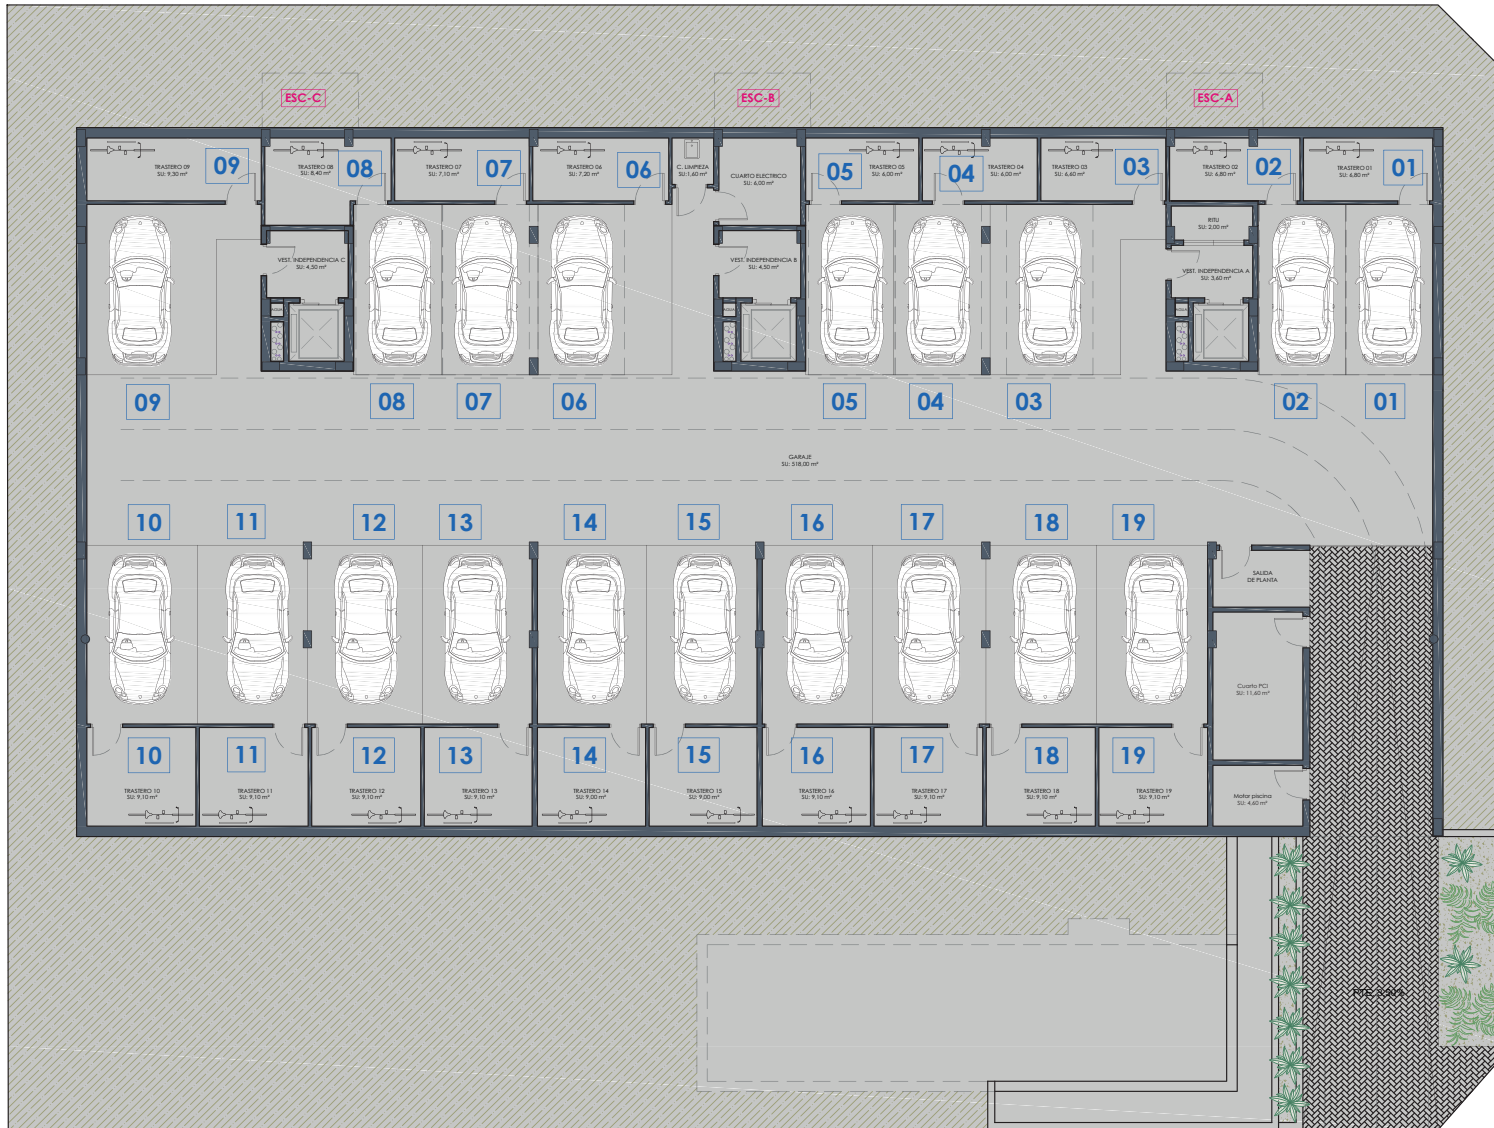 ESC-C
ESC-B
ESC-A
TRASTERO 09
SU: 9,30 m²
09
TRASTERO 08
SU: 8,40 m²
08
TRASTERO 07
SU: 7,10 m²
07
TRASTERO 06
SU: 7,20 m²
06
C. LIMPIEZA
SU: 1,60 m²
CUARTO ELECTRICO
SU: 6,00 m²
05
TRASTERO 05
SU: 6,00 m²
04
TRASTERO 04
SU: 6,00 m²
TRASTERO 03
SU: 6,60 m²
03
TRASTERO 02
SU: 6,80 m²
02
TRASTERO 01
SU: 6,80 m²
01
RITU
SU: 2,00 m²
VEST. INDEPENDENCIA C
SU: 4,50 m²
VEST. INDEPENDENCIA B
SU: 4,50 m²
VEST. INDEPENDENCIA A
SU: 3,60 m²
09
08
07
06
05
04
03
02
01
GARAJE
SU: 518,00 m²
10
11
12
13
14
15
16
17
18
19
SALIDA
DE PLANTA
Cuarto PCI
SU: 11,60 m²
10
11
12
13
14
15
16
17
18
19
TRASTERO 10
SU: 9,10 m²
TRASTERO 11
SU: 9,10 m²
TRASTERO 12
SU: 9,10 m²
TRASTERO 13
SU: 9,10 m²
TRASTERO 14
SU: 9,00 m²
TRASTERO 15
SU: 9,00 m²
TRASTERO 16
SU: 9,10 m²
TRASTERO 17
SU: 9,10 m²
TRASTERO 18
SU: 9,10 m²
TRASTERO 19
SU: 9,10 m²
Motor piscina
SU: 4,60 m²